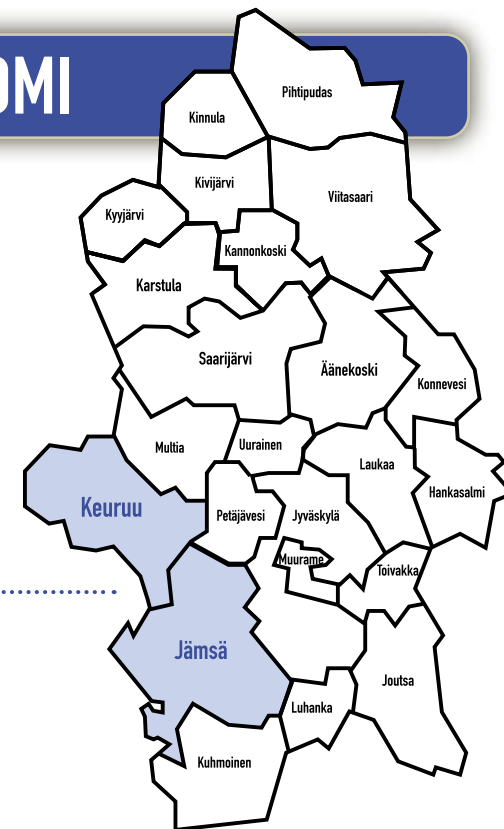 OMI
Pihtipudas
Kinnula
Kivijärvi
Viitasaari
Kyyjärvi
Kannonkoski
Karstula
Saarijärvi
Äänekoski
Konnevesi
Multia
Uurainen
Laukaa
Hankasalmi
Keuruu
Petäjävesi
Jyväskylä
Muurame
Toivakka
Jämsä
Joutsa
Luhanka
Kuhmoinen